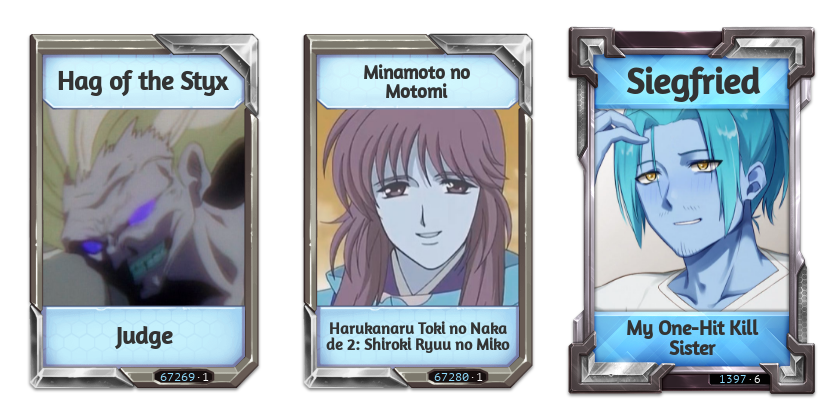 Hag of the Styx
Judge
67269·1
Minamoto no
Motomi
Harukanaru Toki no Naka
de 2: Shiroki Ryuu no Miko
67280·1
Siegfried
My One-Hit Kill
Sister
1397·6